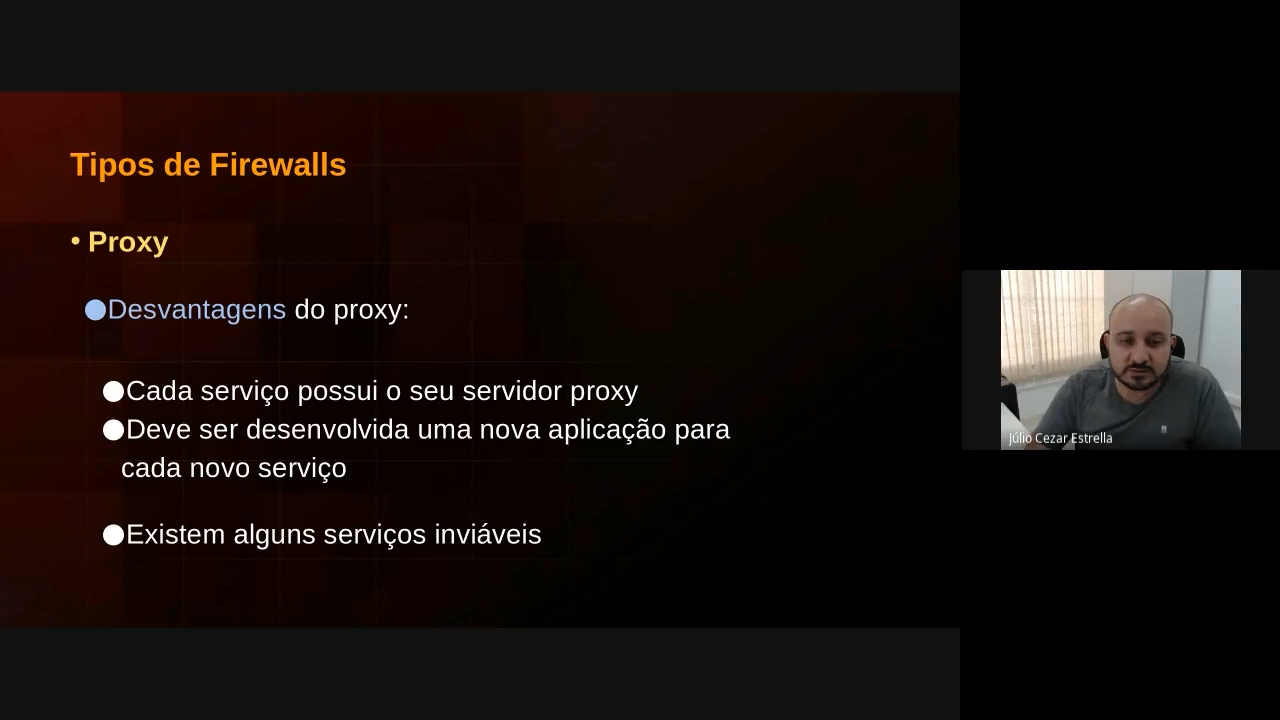 Tipos de Firewalls
• Proxy
●Desvantagens do proxy:
●Cada serviço possui o seu servidor proxy
●Deve ser desenvolvida uma nova aplicação para
cada novo serviço
●Existem alguns serviços inviáveis
Júlio Cezar Estrella